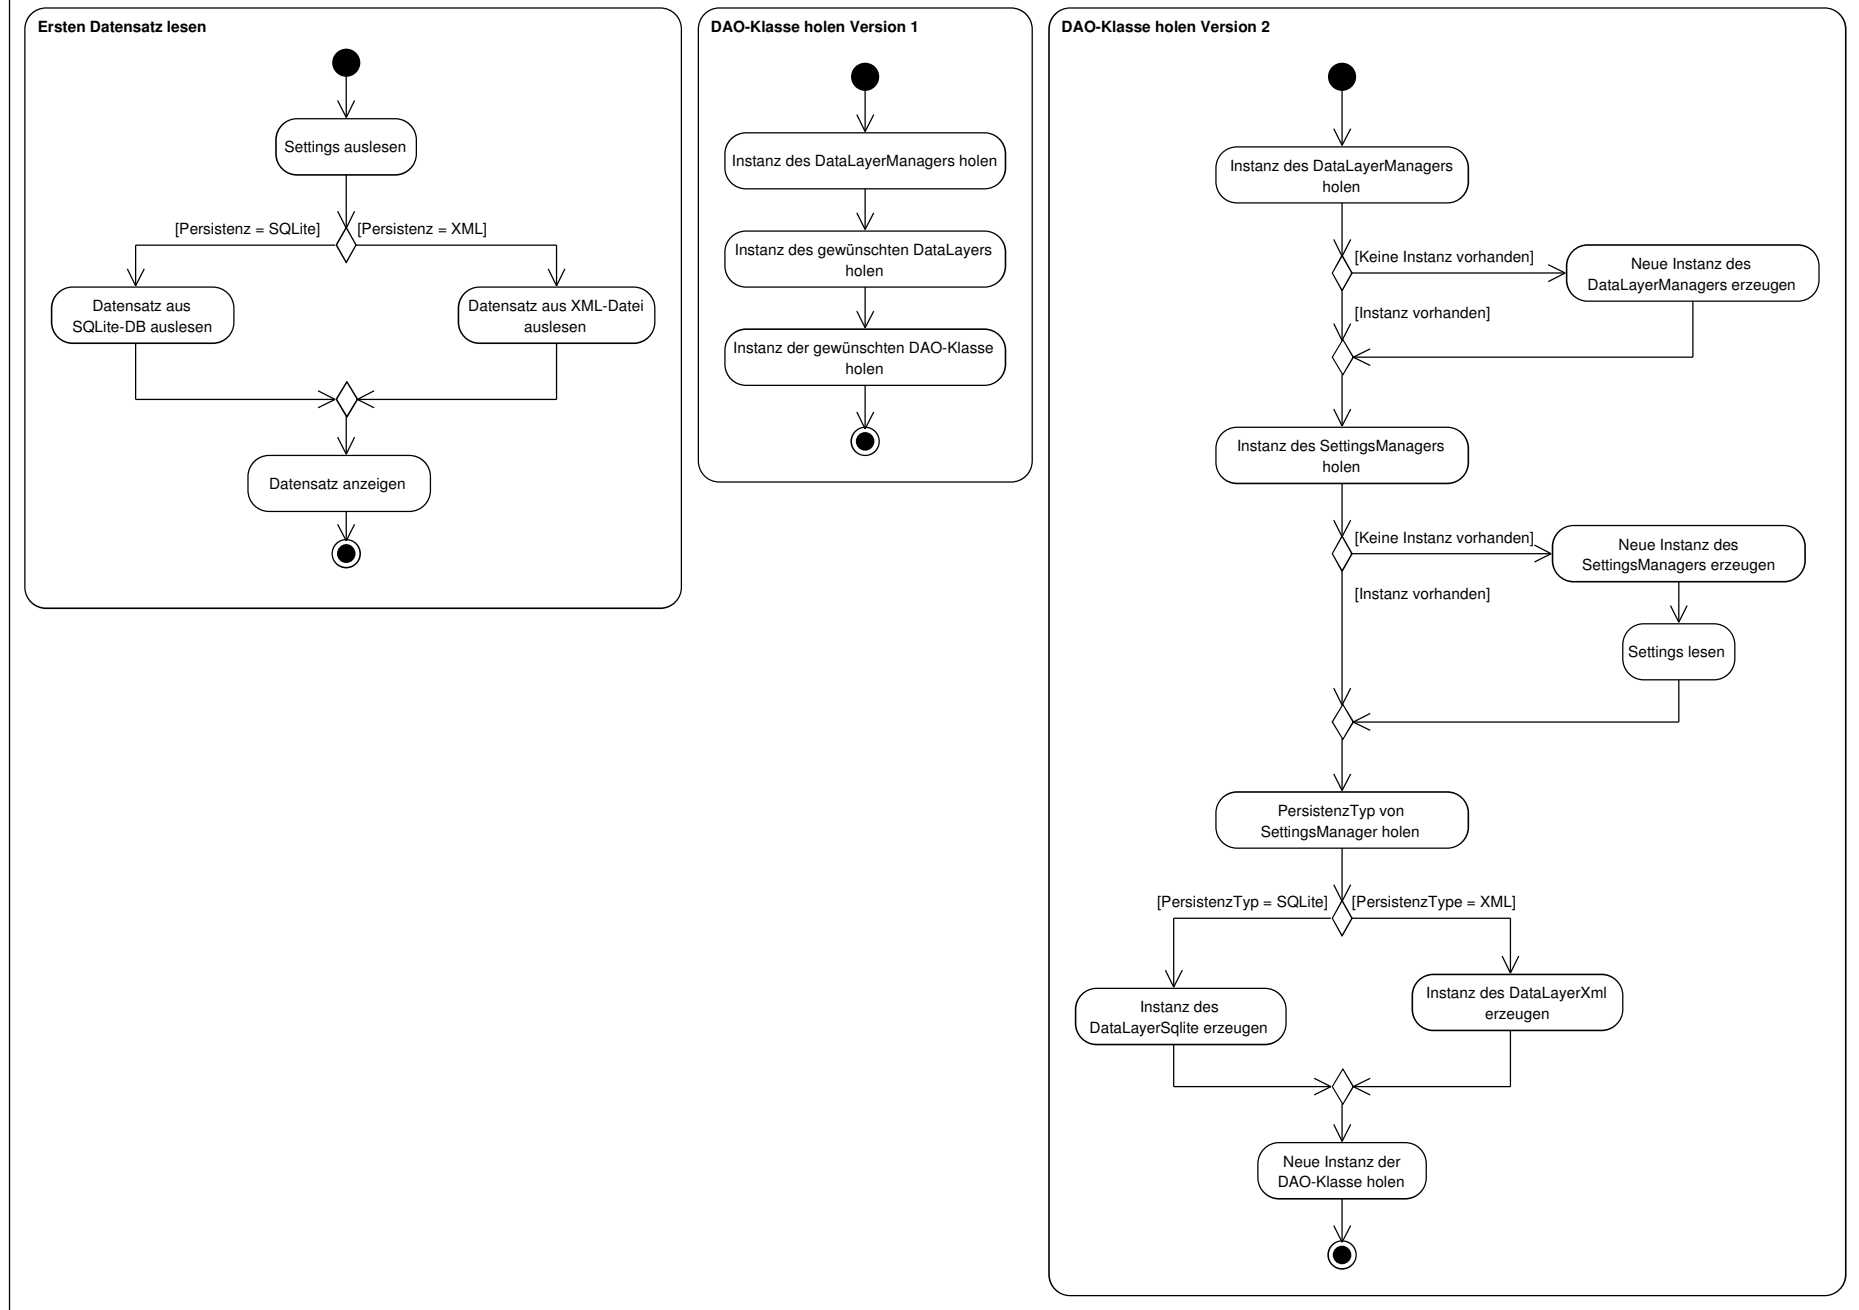 Ersten Datensatz lesen
Settings auslesen
[Persistenz = SQLite]
[Persistenz = XML]
Datensatz aus
SQLite-DB auslesen
Datensatz aus XML-Datei
auslesen
Datensatz anzeigen
DAO-Klasse holen Version 1
Instanz des DataLayerManagers holen
Instanz des gewünschten DataLayers
holen
Instanz der gewünschten DAO-Klasse
holen
DAO-Klasse holen Version 2
Instanz des DataLayerManagers
holen
[Keine Instanz vorhanden]
Neue Instanz des
DataLayerManagers erzeugen
[Instanz vorhanden]
Instanz des SettingsManagers
holen
[Keine Instanz vorhanden]
Neue Instanz des
SettingsManagers erzeugen
[Instanz vorhanden]
Settings lesen
PersistenzTyp von
SettingsManager holen
[PersistenzTyp = SQLite]
[PersistenzType = XML]
Instanz des
DataLayerSqlite erzeugen
Instanz des DataLayerXml
erzeugen
Neue Instanz der
DAO-Klasse holen